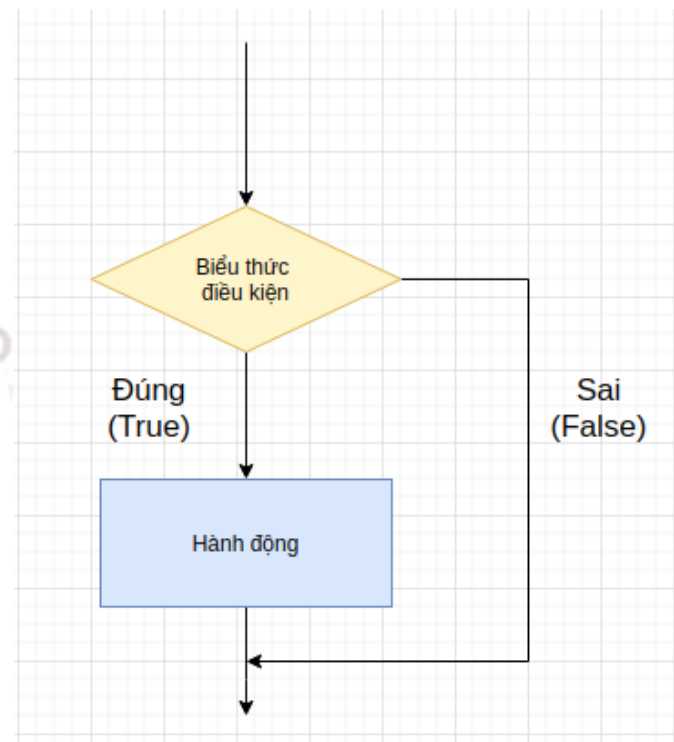 Biểu thức
điều kiện
Đúng
(True)
Sai
(False)
Hành động